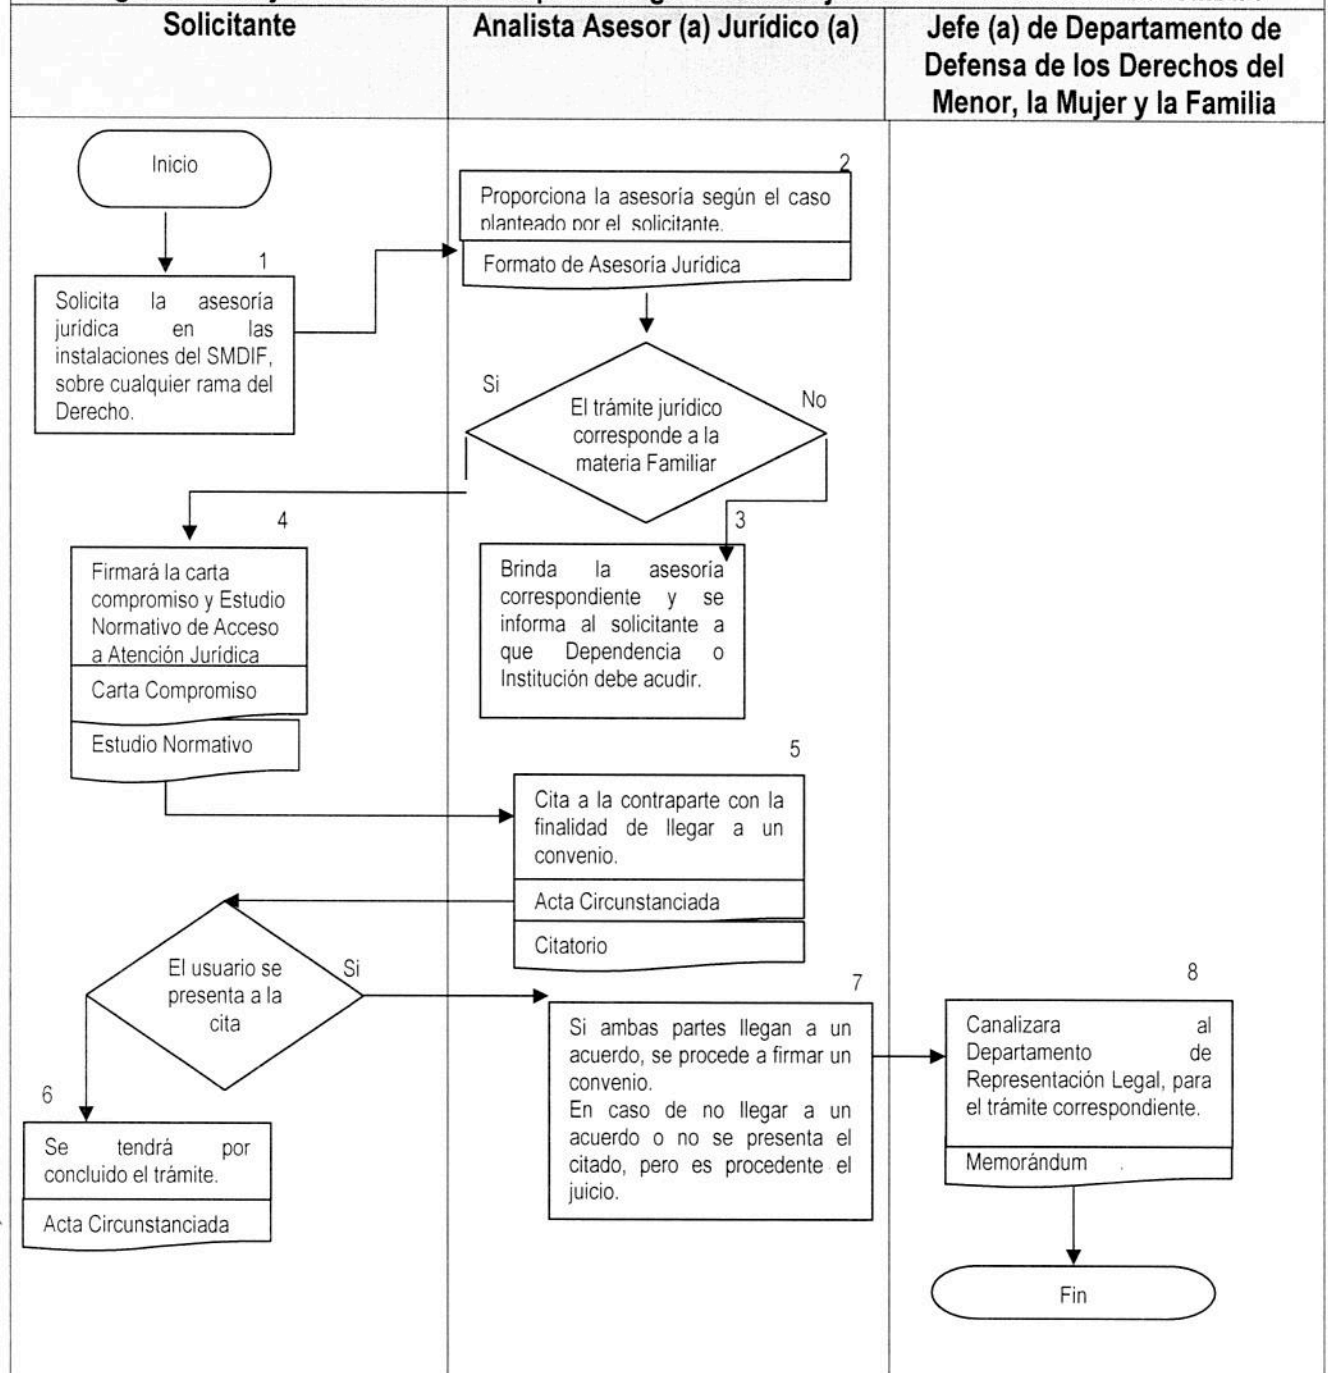 Solicitante
Analista Asesor (a) Jurídico (a)
Jefe (a) de Departamento de
Defensa de los Derechos del
Menor, la Mujer y la Familia
Inicio
1
Solicita la asesoría
jurídica en las
instalaciones del SMDIF,
sobre cualquier rama del
Derecho.
2
Proporciona la asesoría según el caso
planteado por el solicitante.
Formato de Asesoría Jurídica
Si
El trámite jurídico
corresponde a la
materia Familiar
No
3
Brinda la asesoría
correspondiente y se
informa al solicitante a
que Dependencia o
Institución debe acudir.
4
Firmará la carta
compromiso y Estudio
Normativo de Acceso
a Atención Jurídica
Carta Compromiso
Estudio Normativo
5
Cita a la contraparte con la
finalidad de llegar a un
convenio.
Acta Circunstanciada
Citatorio
El usuario se
presenta a la
cita
Si
6
Se tendrá por
concluido el trámite.
Acta Circunstanciada
7
Si ambas partes llegan a un
acuerdo, se procede a firmar un
convenio.
En caso de no llegar a un
acuerdo o no se presenta el
citado, pero es procedente el
juicio.
8
Canalizara al
Departamento de
Representación Legal, para
el trámite correspondiente.
Memorándum
Fin